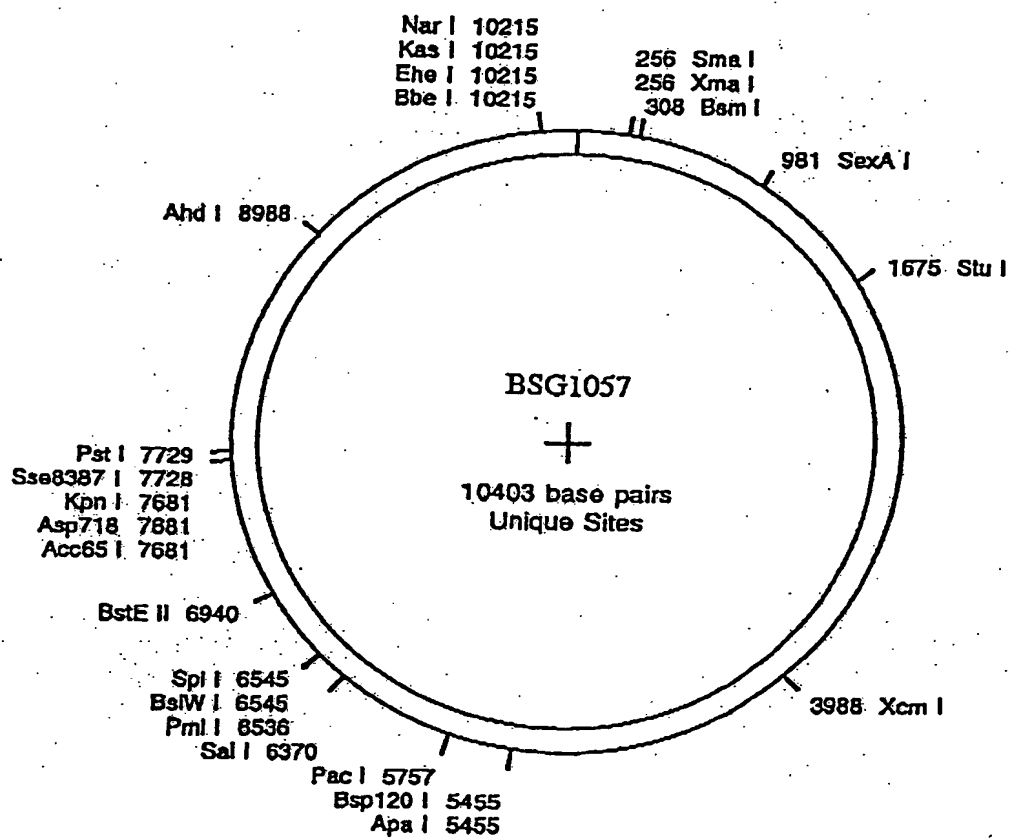 Nar I 10215
Kas I 10215
Ehe I 10215
Bbe I 10215
256 Sma I
256 Xma I
308 Bsm I
981 SexA I
1675 Stu I
Ahd I 8988
BSG1057
10403 base pairs
Unique Sites
Pst I 7729
Sse8387 I 7728
Kpn I 7681
Asp718 7681
Acc65 I 7681
BstE II 6940
Spl I 6545
BsiW I 6545
Pml I 6536
Sal I 6370
3988 Xcm I
Pac I 5757
Bsp120 I 5455
Apa I 5455